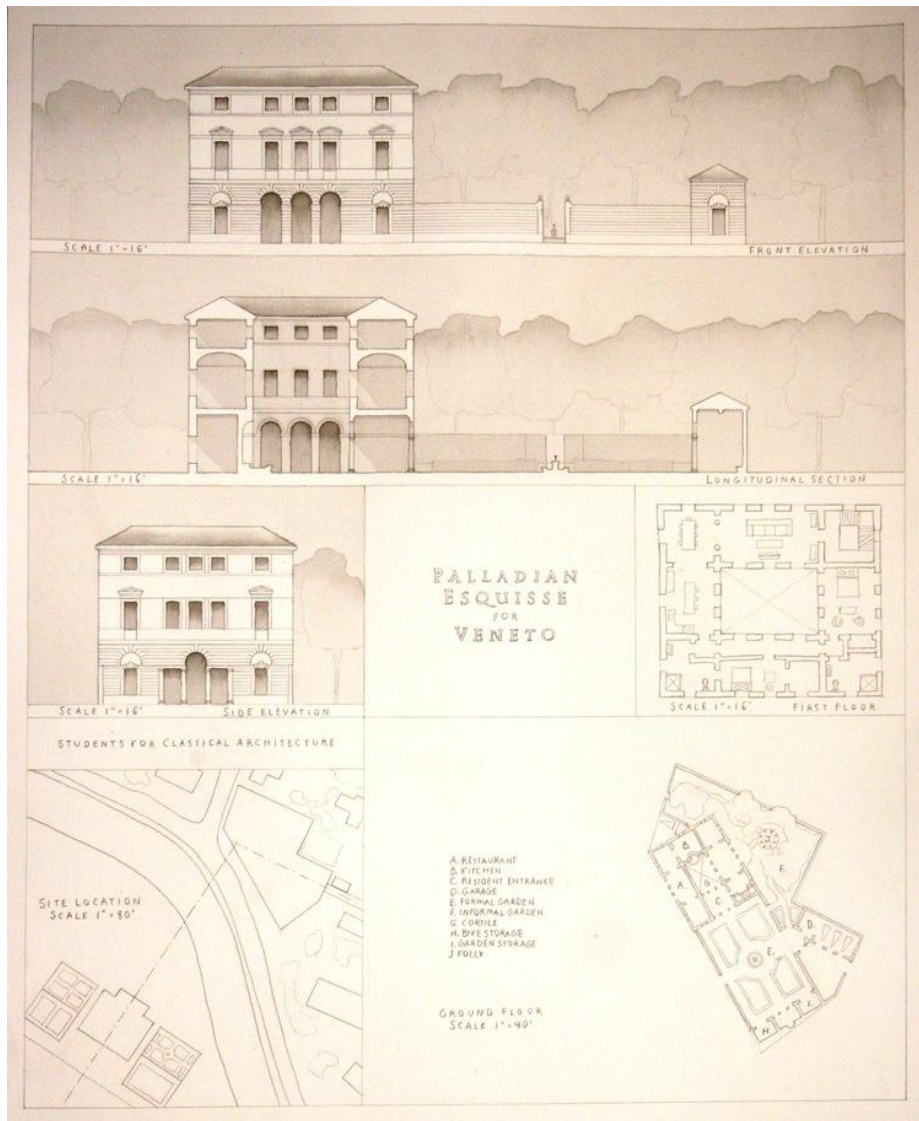 SCALE 1"=16'
FRONT ELEVATION
SCALE 1"=16'
LONGITUDINAL SECTION
SCALE 1"=16'
SIDE ELEVATION
PALLADIAN
ESQUISSE
FOR
VENETO
SCALE 1"=16'
FIRST FLOOR
STUDENTS FOR CLASSICAL ARCHITECTURE
SITE LOCATION
SCALE 1"=80'
A. RESTAURANT
B. KITCHEN
C. RESIDENT ENTRANCE
D. GARAGE
E. FORMAL GARDEN
F. INFORMAL GARDEN
G. CORTILE
H. BIKE STORAGE
I. GARDEN STORAGE
J FOLLY
GROUND FLOOR
SCALE 1"=40'
B.
J
A.
G.
F.
C.
D.
E.
I.
H.